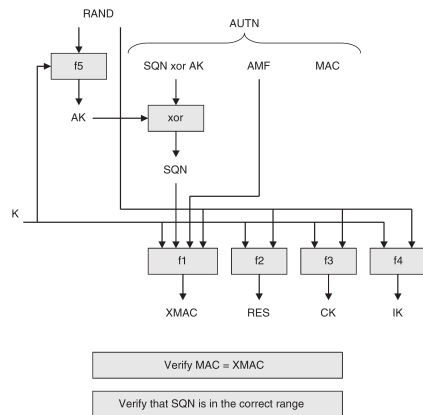 RAND
AUTN
f5
SQN xor AK
AMF
MAC
AK
xor
SQN
K
f1
f2
f3
f4
XMAC
RES
CK
IK
Verify MAC = XMAC
Verify that SQN is in the correct range